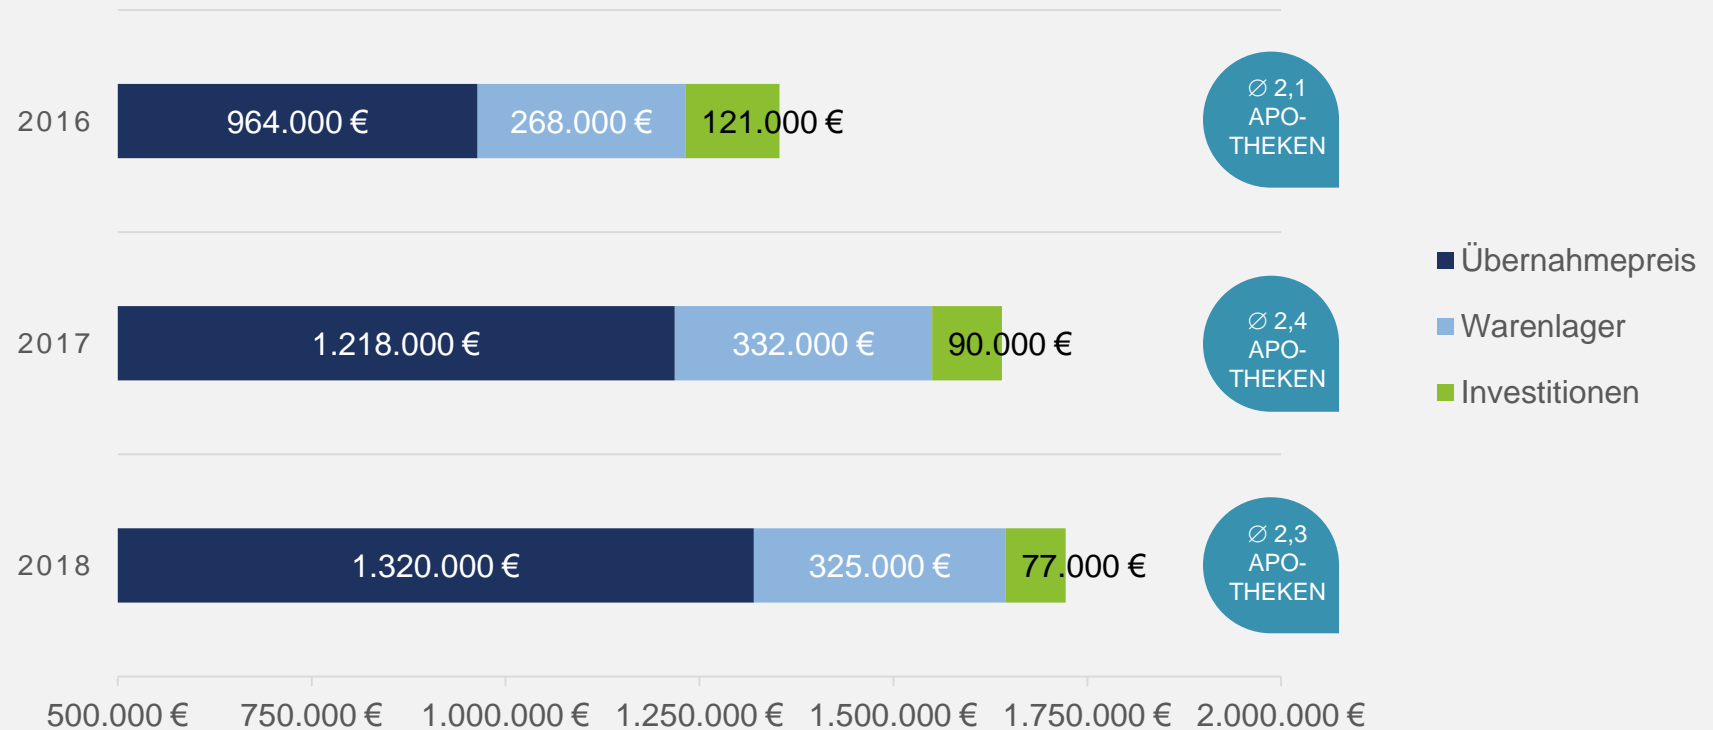 2016
964.000 €
268.000 €
121.000 €
∅ 2,1
APO-
THEKEN
2017
1.218.000 €
332.000 €
90.000 €
∅ 2,4
APO-
THEKEN
2018
1.320.000 €
325.000 €
77.000 €
∅ 2,3
APO-
THEKEN
500.000 €
750.000 €
1.000.000 €
1.250.000 €
1.500.000 €
1.750.000 €
2.000.000 €
Übernahmepreis
Warenlager
Investitionen